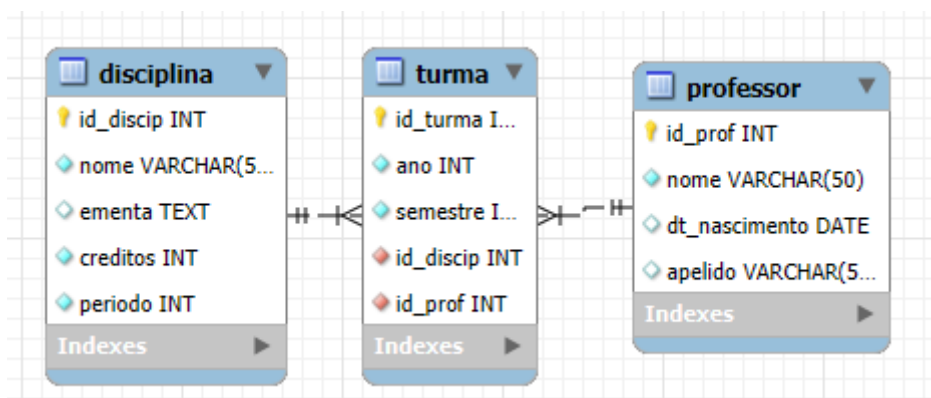 disciplina
id_discip INT
nome VARCHAR(5...
ementa TEXT
creditos INT
periodo INT
Indexes
turma
id_turma I...
ano INT
semestre I...
id_discip INT
id_prof INT
Indexes
professor
id_prof INT
nome VARCHAR(50)
dt_nascimento DATE
apelido VARCHAR(5...
Indexes